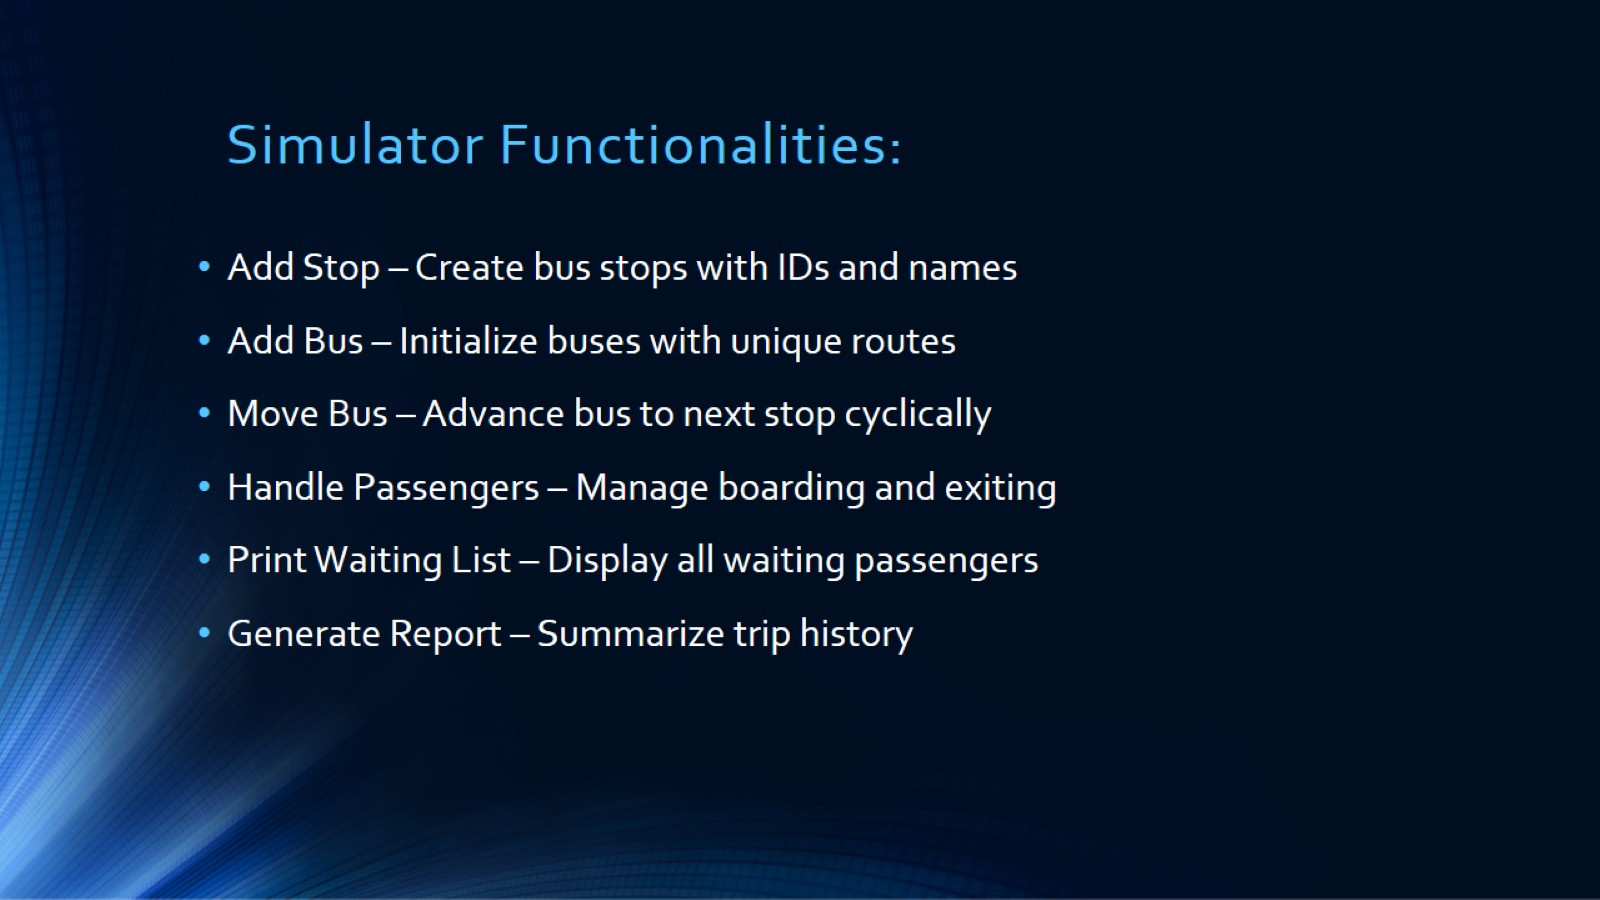 Simulator Functionalities:
• Add Stop – Create bus stops with IDs and names
• Add Bus – Initialize buses with unique routes
• Move Bus – Advance bus to next stop cyclically
• Handle Passengers – Manage boarding and exiting
• Print Waiting List – Display all waiting passengers
• Generate Report – Summarize trip history